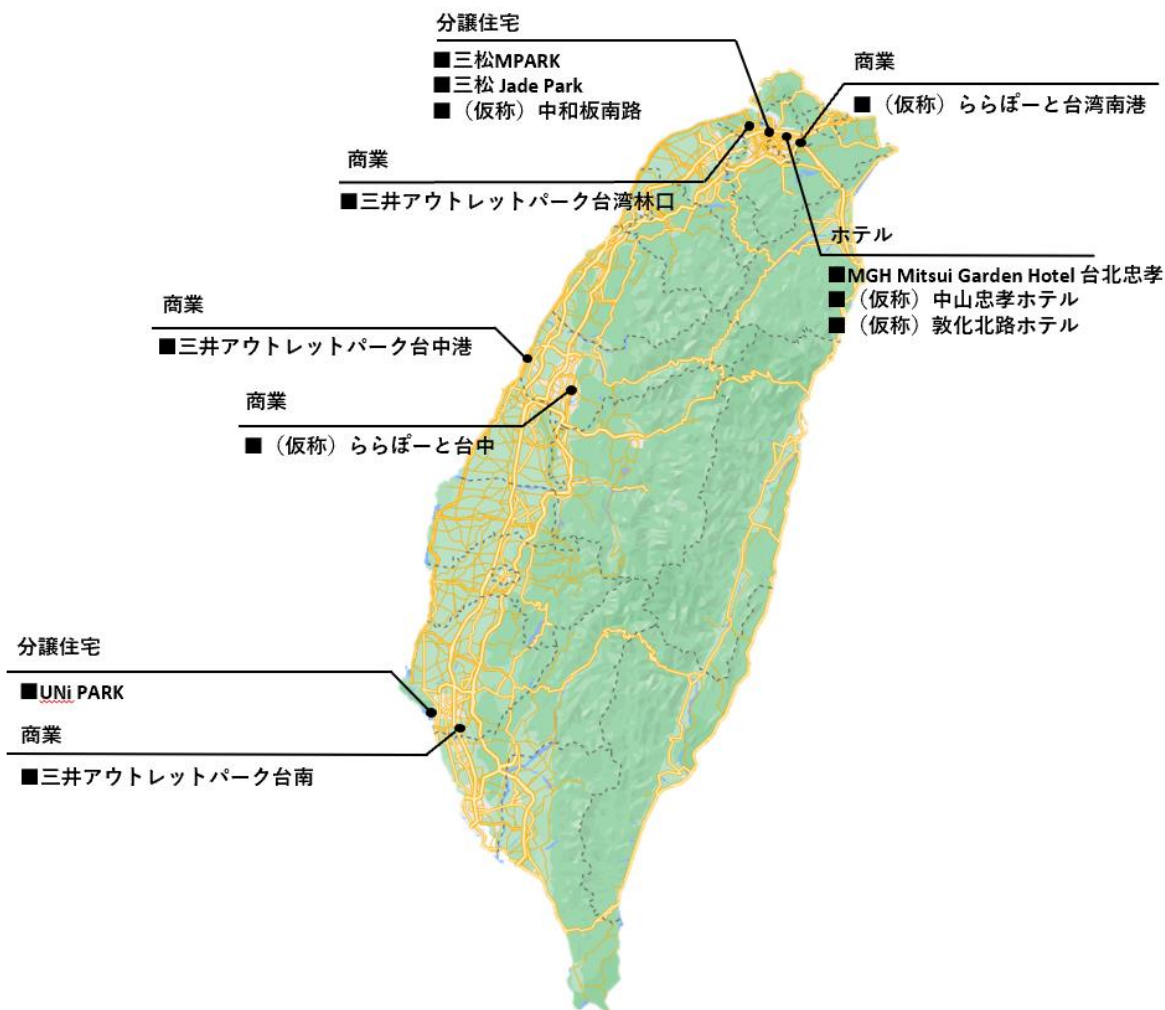 分譲住宅
■三松MPARK
■三松 Jade Park
■（仮称）中和板南路
商業
■（仮称）ららぽーと台湾南港
商業
■三井アウトレットパーク台湾林口
ホテル
■MGH Mitsui Garden Hotel 台北忠孝
■（仮称）中山忠孝ホテル
■（仮称）敦化北路ホテル
商業
■三井アウトレットパーク台中港
商業
■（仮称）ららぽーと台中
分譲住宅
■UNi PARK
商業
■三井アウトレットパーク台南